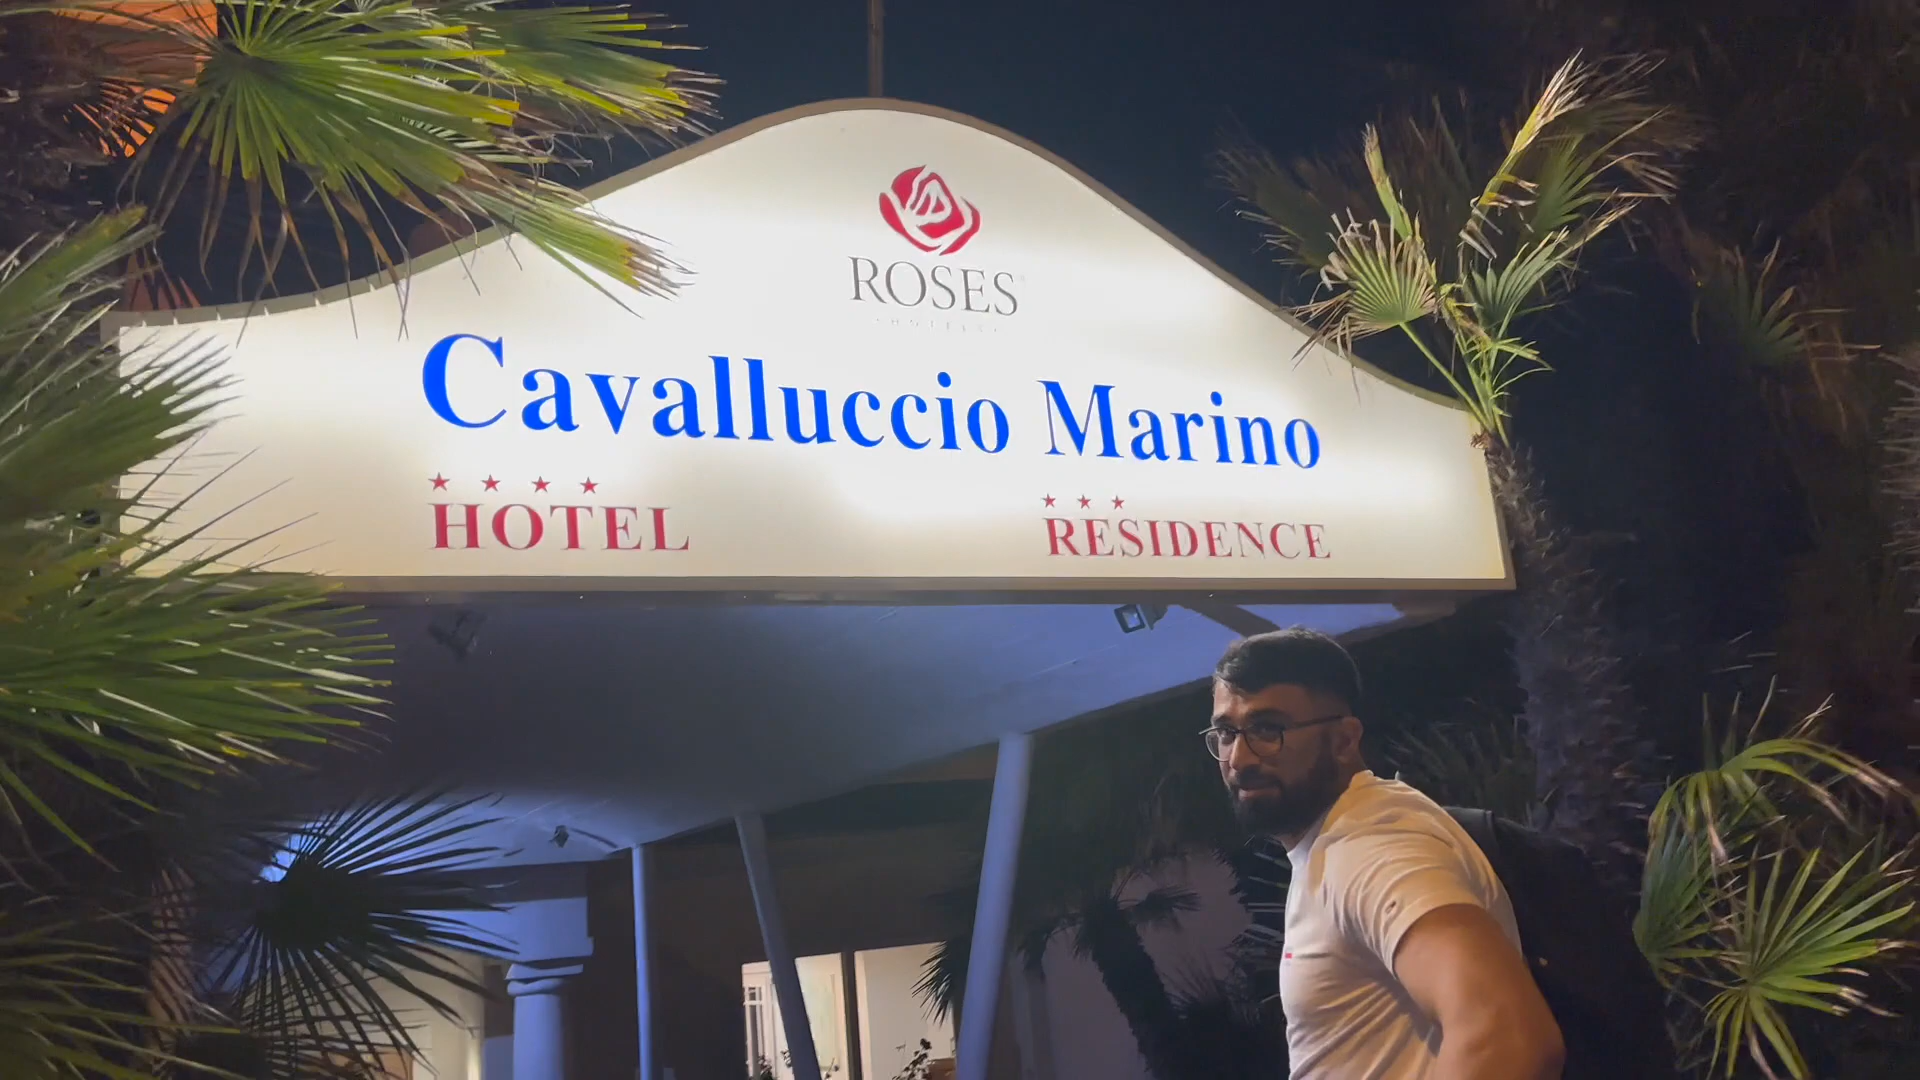 ROSES
Cavalluccio Marino
★ ★ ★ ★
HOTEL
★ ★ ★
RESIDENCE